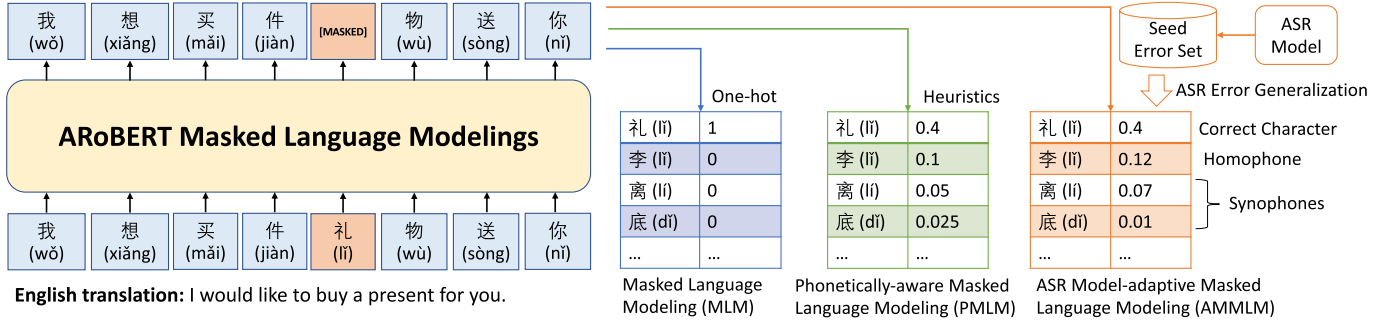 我 想 买 件 [MASKED] 物 送 你
(wǒ) (xiǎng) (mǎi) (jiàn) (wù) (sòng) (nǐ)
ARoBERT Masked Language Modelings
我 想 买 件 礼 物 送 你
(wǒ) (xiǎng) (mǎi) (jiàn) (lǐ) (wù) (sòng) (nǐ)
English translation: I would like to buy a present for you.
One-hot
礼 (lǐ) 1
李 (lǐ) 0
离 (lí) 0
底 (dǐ) 0
... ...
Masked Language
Modeling (MLM)
Heuristics
礼 (lǐ) 0.4
李 (lǐ) 0.1
离 (lí) 0.05
底 (dǐ) 0.025
... ...
Phonetically-aware Masked
Language Modeling (PMLM)
Seed
Error Set
ASR
Model
ASR Error Generalization
礼 (lǐ) 0.4 Correct Character
李 (lǐ) 0.12 Homophone
离 (lí) 0.07
Synophones
底 (dǐ) 0.01
... ...
ASR Model-adaptive Masked
Language Modeling (AMMLM)